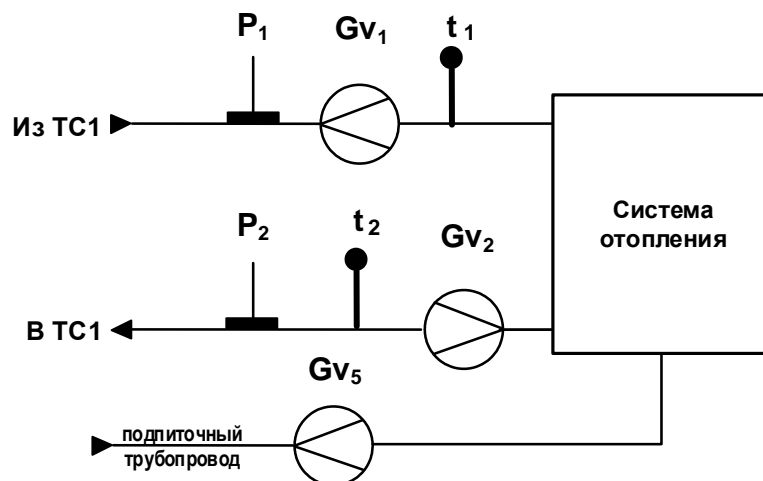 P₁ Gv₁ t₁
Из ТС1
Система
отопления
P₂ t₂ Gv₂
В ТС1
Gv₅
подпиточный
трубопровод